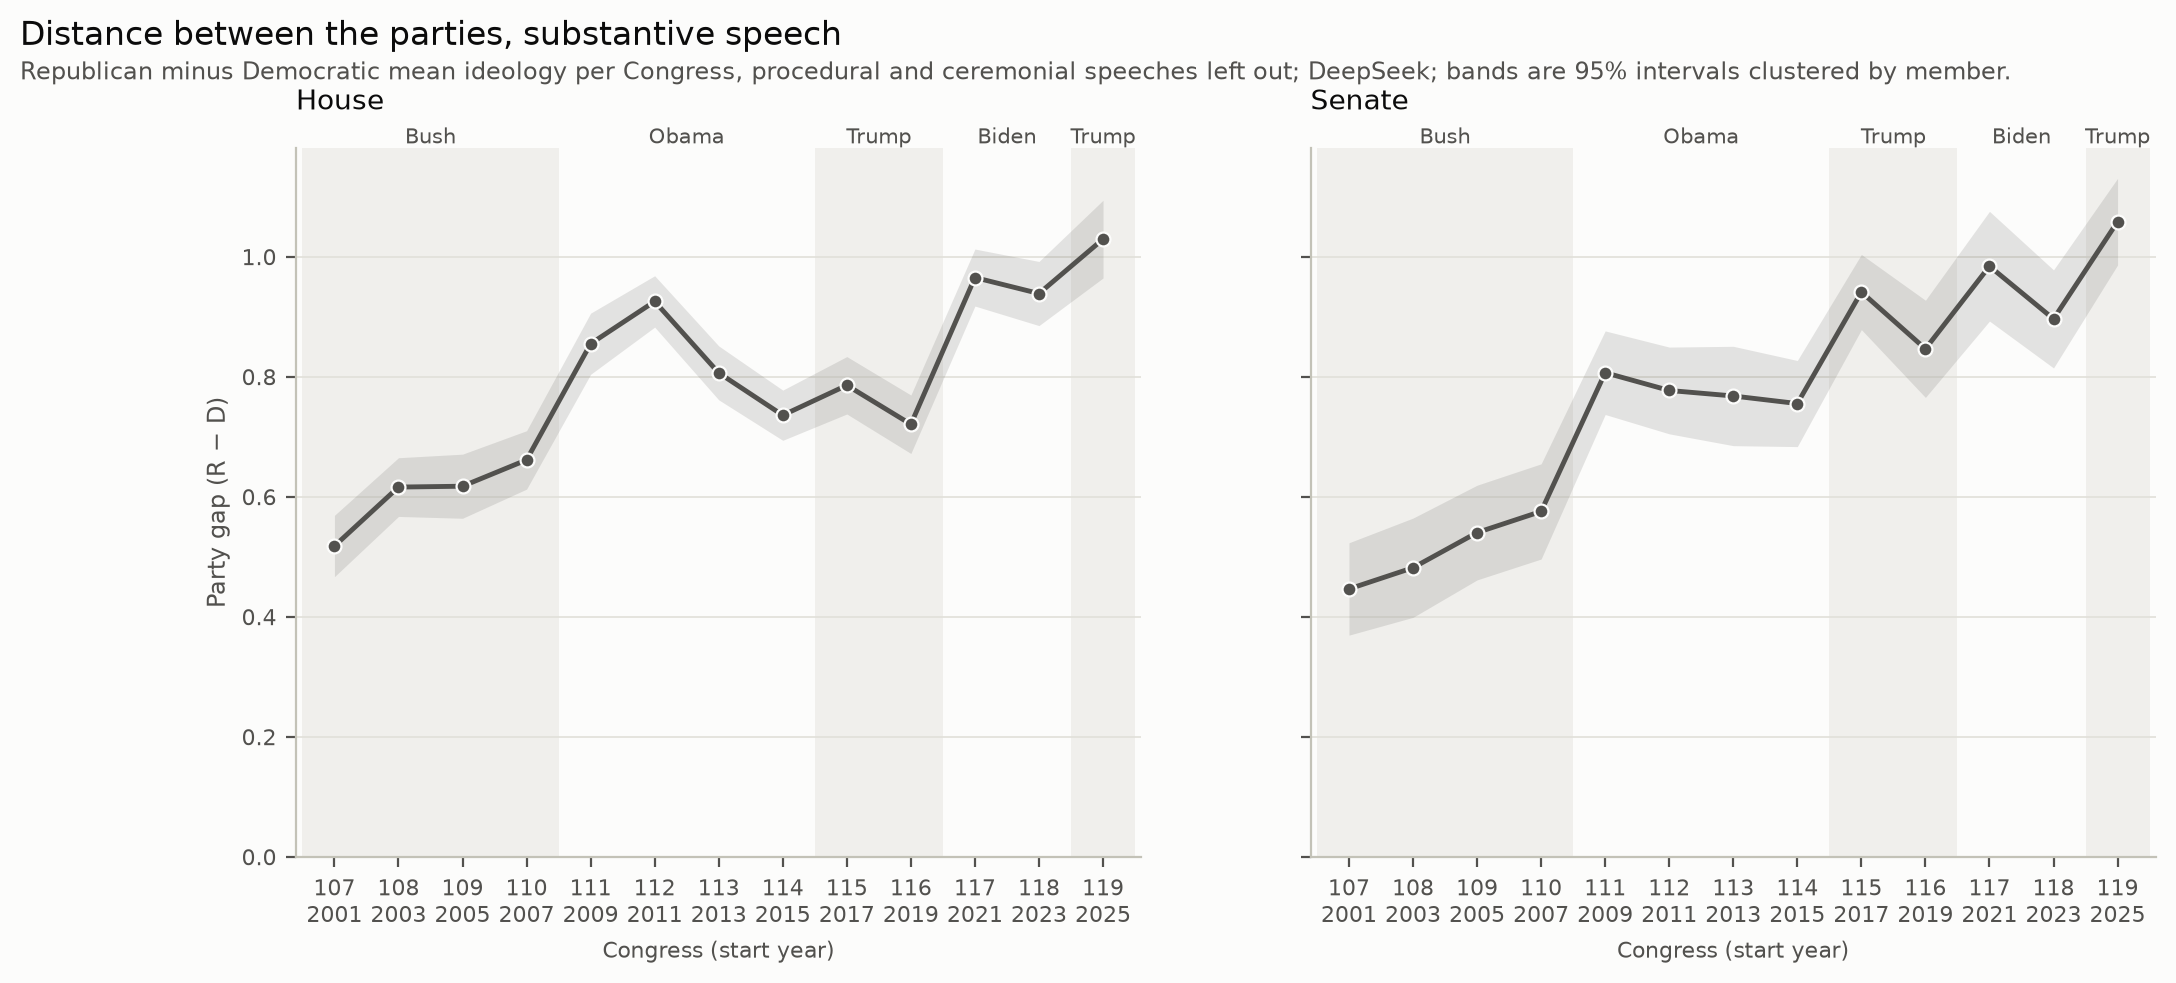 Distance between the parties, substantive speech
Republican minus Democratic mean ideology per Congress, procedural and ceremonial speeches left out; DeepSeek; bands are 95% intervals clustered by member.
House
Bush Obama Trump Biden Trump
Party gap (R − D)
1.0
0.8
0.6
0.4
0.2
0.0
107 108 109 110 111 112 113 114 115 116 117 118 119
2001 2003 2005 2007 2009 2011 2013 2015 2017 2019 2021 2023 2025
Congress (start year)
Senate
Bush Obama Trump Biden Trump
107 108 109 110 111 112 113 114 115 116 117 118 119
2001 2003 2005 2007 2009 2011 2013 2015 2017 2019 2021 2023 2025
Congress (start year)